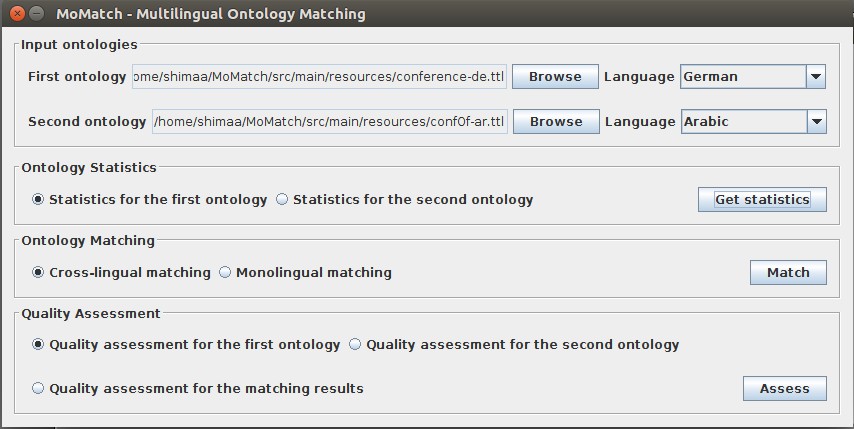 MoMatch - Multilingual Ontology Matching
Input ontologies
First ontology ome/shimaa/MoMatch/src/main/resources/conference-de.ttl Browse Language German
Second ontology /home/shimaa/MoMatch/src/main/resources/confOf-ar.ttl Browse Language Arabic
Ontology Statistics
Statistics for the first ontology Statistics for the second ontology Get statistics
Ontology Matching
Cross-lingual matching Monolingual matching Match
Quality Assessment
Quality assessment for the first ontology Quality assessment for the second ontology
Quality assessment for the matching results Assess